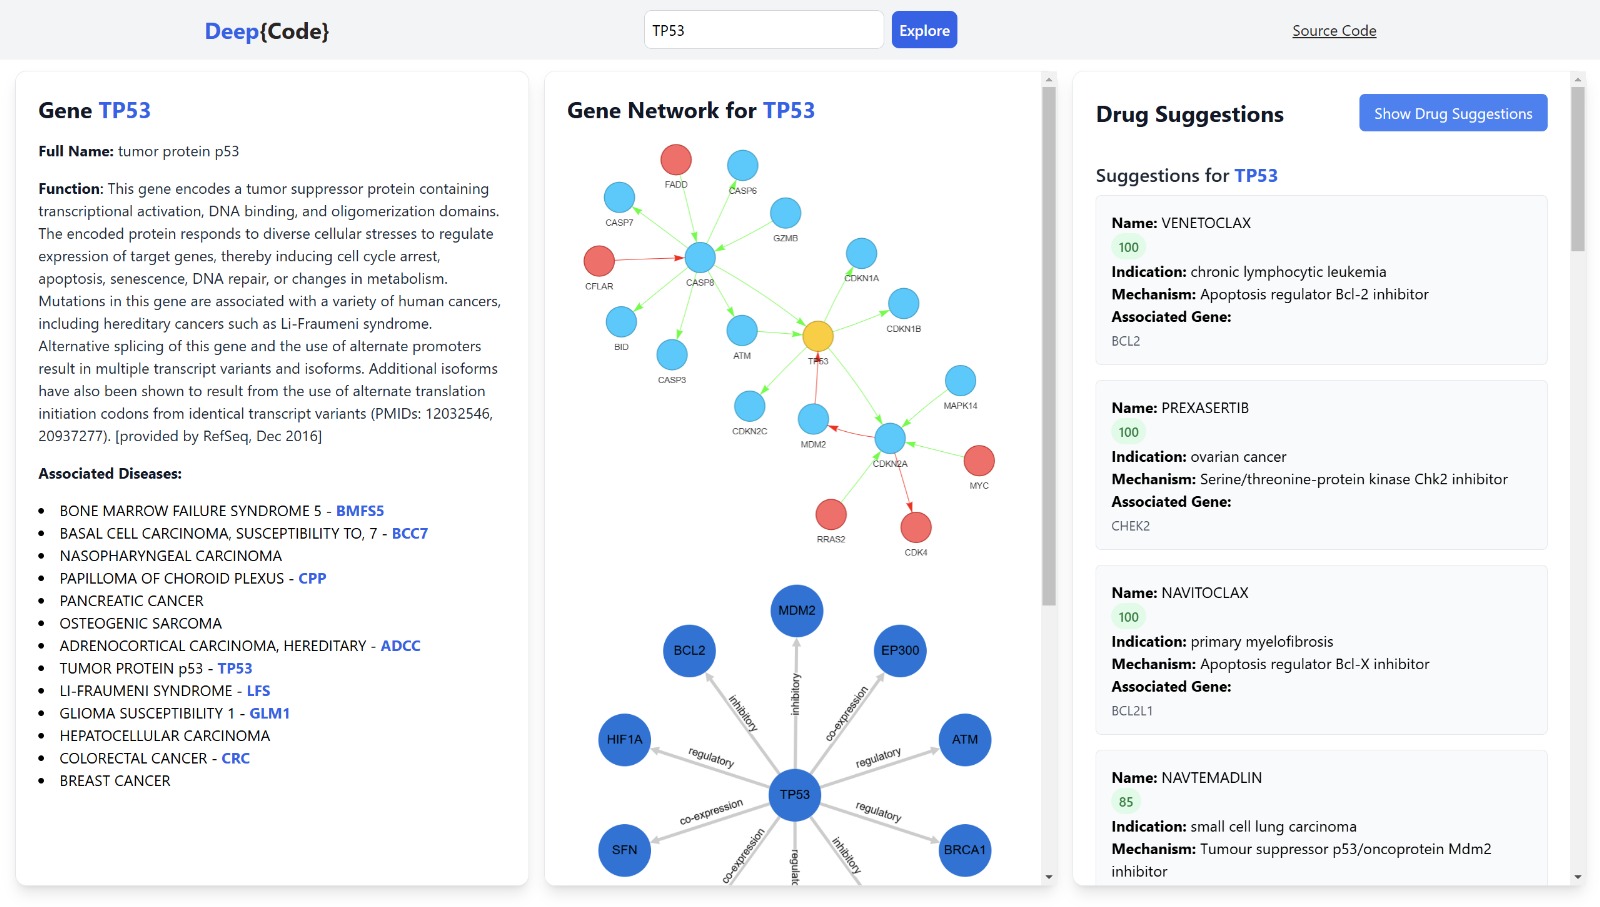 Deep{Code}
TP53
Explore
Source Code
Gene TP53
Full Name: tumor protein p53
Function: This gene encodes a tumor suppressor protein containing
transcriptional activation, DNA binding, and oligomerization domains.
The encoded protein responds to diverse cellular stresses to regulate
expression of target genes, thereby inducing cell cycle arrest,
apoptosis, senescence, DNA repair, or changes in metabolism.
Mutations in this gene are associated with a variety of human cancers,
including hereditary cancers such as Li-Fraumeni syndrome.
Alternative splicing of this gene and the use of alternate promoters
result in multiple transcript variants and isoforms. Additional isoforms
have also been shown to result from the use of alternate translation
initiation codons from identical transcript variants (PMIDs: 12032546,
20937277). [provided by RefSeq, Dec 2016]
Associated Diseases:
• BONE MARROW FAILURE SYNDROME 5 - BMFS5
• BASAL CELL CARCINOMA, SUSCEPTIBILITY TO, 7 - BCC7
• NASOPHARYNGEAL CARCINOMA
• PAPILLOMA OF CHOROID PLEXUS - CPP
• PANCREATIC CANCER
• OSTEOGENIC SARCOMA
• ADRENOCORTICAL CARCINOMA, HEREDITARY - ADCC
• TUMOR PROTEIN p53 - TP53
• LI-FRAUMENI SYNDROME - LFS
• GLIOMA SUSCEPTIBILITY 1 - GLM1
• HEPATOCELLULAR CARCINOMA
• COLORECTAL CANCER - CRC
• BREAST CANCER
Gene Network for TP53
FADD
CASP6
CASP7
GZMB
CFLAR
CASP8
CDKN1A
CDKN1B
BID
ATM
TP53
CASP3
MAPK14
CDKN2C
MDM2
CDKN2A
MYC
RRAS2
CDK4
MDM2
BCL2
EP300
inhibitory
inhibitory
co-expression
HIF1A
ATM
regulatory
regulatory
TP53
co-expression
regulatory
SFN
BRCA1
co-expression
regulato
inhibitory
Drug Suggestions
Show Drug Suggestions
Suggestions for TP53
Name: VENETOCLAX
100
Indication: chronic lymphocytic leukemia
Mechanism: Apoptosis regulator Bcl-2 inhibitor
Associated Gene:
BCL2
Name: PREXASERTIB
100
Indication: ovarian cancer
Mechanism: Serine/threonine-protein kinase Chk2 inhibitor
Associated Gene:
CHEK2
Name: NAVITOCLAX
100
Indication: primary myelofibrosis
Mechanism: Apoptosis regulator Bcl-X inhibitor
Associated Gene:
BCL2L1
Name: NAVTEMADLIN
85
Indication: small cell lung carcinoma
Mechanism: Tumour suppressor p53/oncoprotein Mdm2
inhibitor